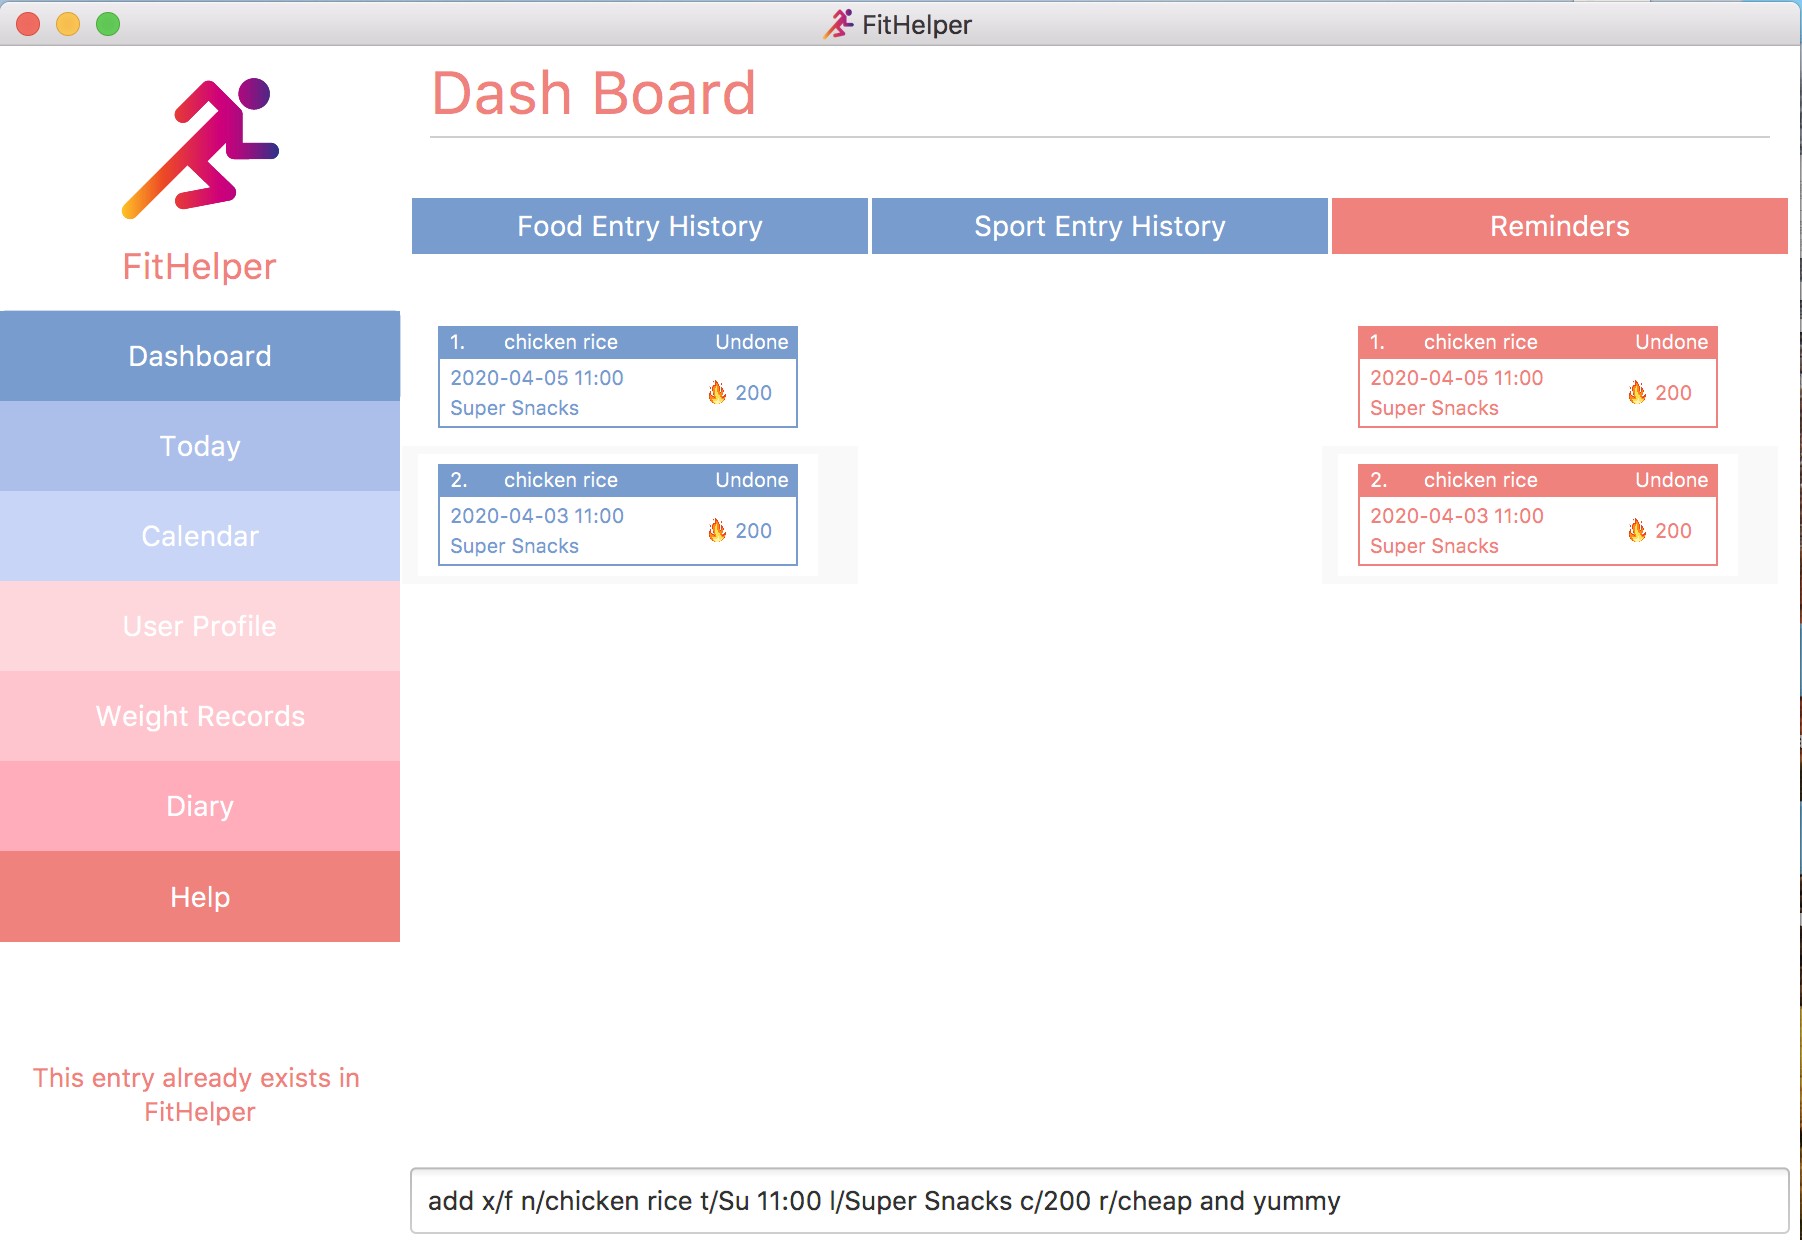 FitHelper
Dash Board
FitHelper
Dashboard
Today
Calendar
User Profile
Weight Records
Diary
Help
This entry already exists in
FitHelper
Food Entry History
Sport Entry History
Reminders
1. chicken rice Undone
2020-04-05 11:00
200
Super Snacks
2. chicken rice Undone
2020-04-03 11:00
200
Super Snacks
1. chicken rice Undone
2020-04-05 11:00
200
Super Snacks
2. chicken rice Undone
2020-04-03 11:00
200
Super Snacks
add x/f n/chicken rice t/Su 11:00 l/Super Snacks c/200 r/cheap and yummy